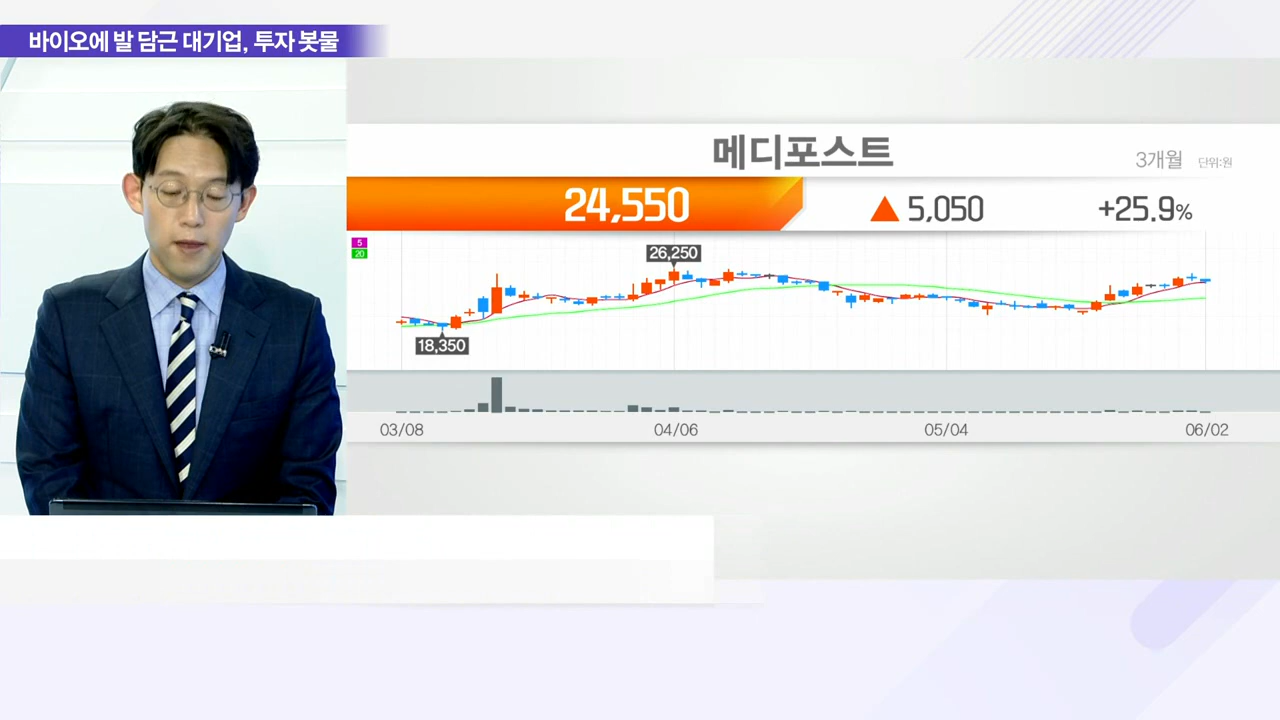 바이오에 발 담근 대기업, 투자 봇물
메디포스트
3개월 단위:원
24,550 ▲ 5,050 +25.9%
5
20
26,250
18,350
03/08 04/06 05/04 06/02